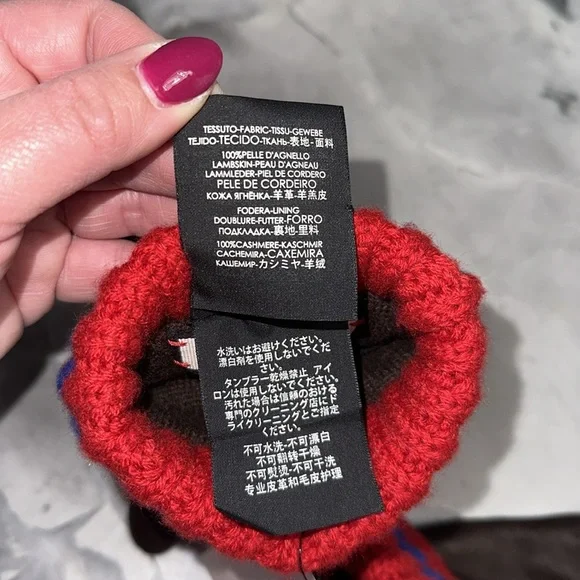 TESSUTO-FABRIC-TISSU-GEWEBE
TEJIDO-TECIDO-ТКАНЬ-表地-面料
100%PELLE D'AGNELLO
LAMBSKIN-PEAU D'AGNEAU
LAMMLEDER-PIEL DE CORDERO
PELE DE CORDEIRO
КОЖА ЯГНЁНКА-羊革-羊羔皮
FODERA-LINING
DOUBLURE-FUTTER-FORRO
ПОДКЛАДКА-裏地-里料
100%CASHMERE-KASCHMIR
CACHEMIRA-CAXEMIRA
КАШЕМИР-カシミヤ-羊绒
水洗いはお避けください。
漂白剤を使用しないでくだ
さい。
タンブラー乾燥禁止 アイ
ロンは使用しないでください。
汚れた場合は信頼のおける
専門のクリーニング店にド
ライクリーニングとご指定
ください。
不可水洗-不可漂白
不可翻转干燥
不可熨烫-不可干洗
专业皮革和毛皮护理